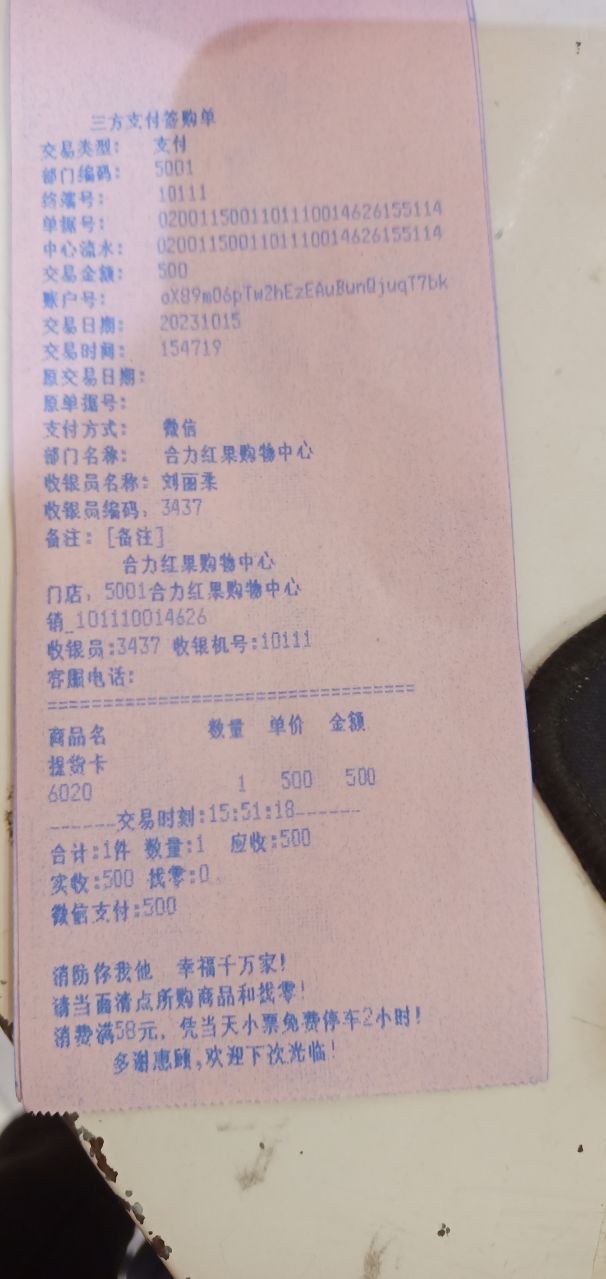 三方支付签购单
交易类型: 支付
部门编码: 5001
终端号: 10111
单据号: 020011500110111001462615​5114
中心流水: 0200115001101110014626155114
交易金额: 500
账户号: oX89mO6pTw2hEzEAuBunQjuqT7bk
交易日期: 20231015
交易时间: 154719
原交易日期:
原单据号:
支付方式: 微信
部门名称: 合力红果购物中心
收银员名称: 刘丽柔
收银员编码: 3437
备注: [备注]
合力红果购物中心
门店: 5001合力红果购物中心
销_101110014626
收银员:3437 收银机号:10111
客服电话:
商品名 数量 单价 金额
提货卡
6020 1 500 500
------交易时刻:15:51:18------
合计:1件 数量:1 应收:500
实收:500 找零:0
微信支付:500
消防你我他 幸福千万家!
请当面清点所购商品和找零!
消费满58元, 凭当天小票免费停车2小时!
多谢惠顾,欢迎下次光临!